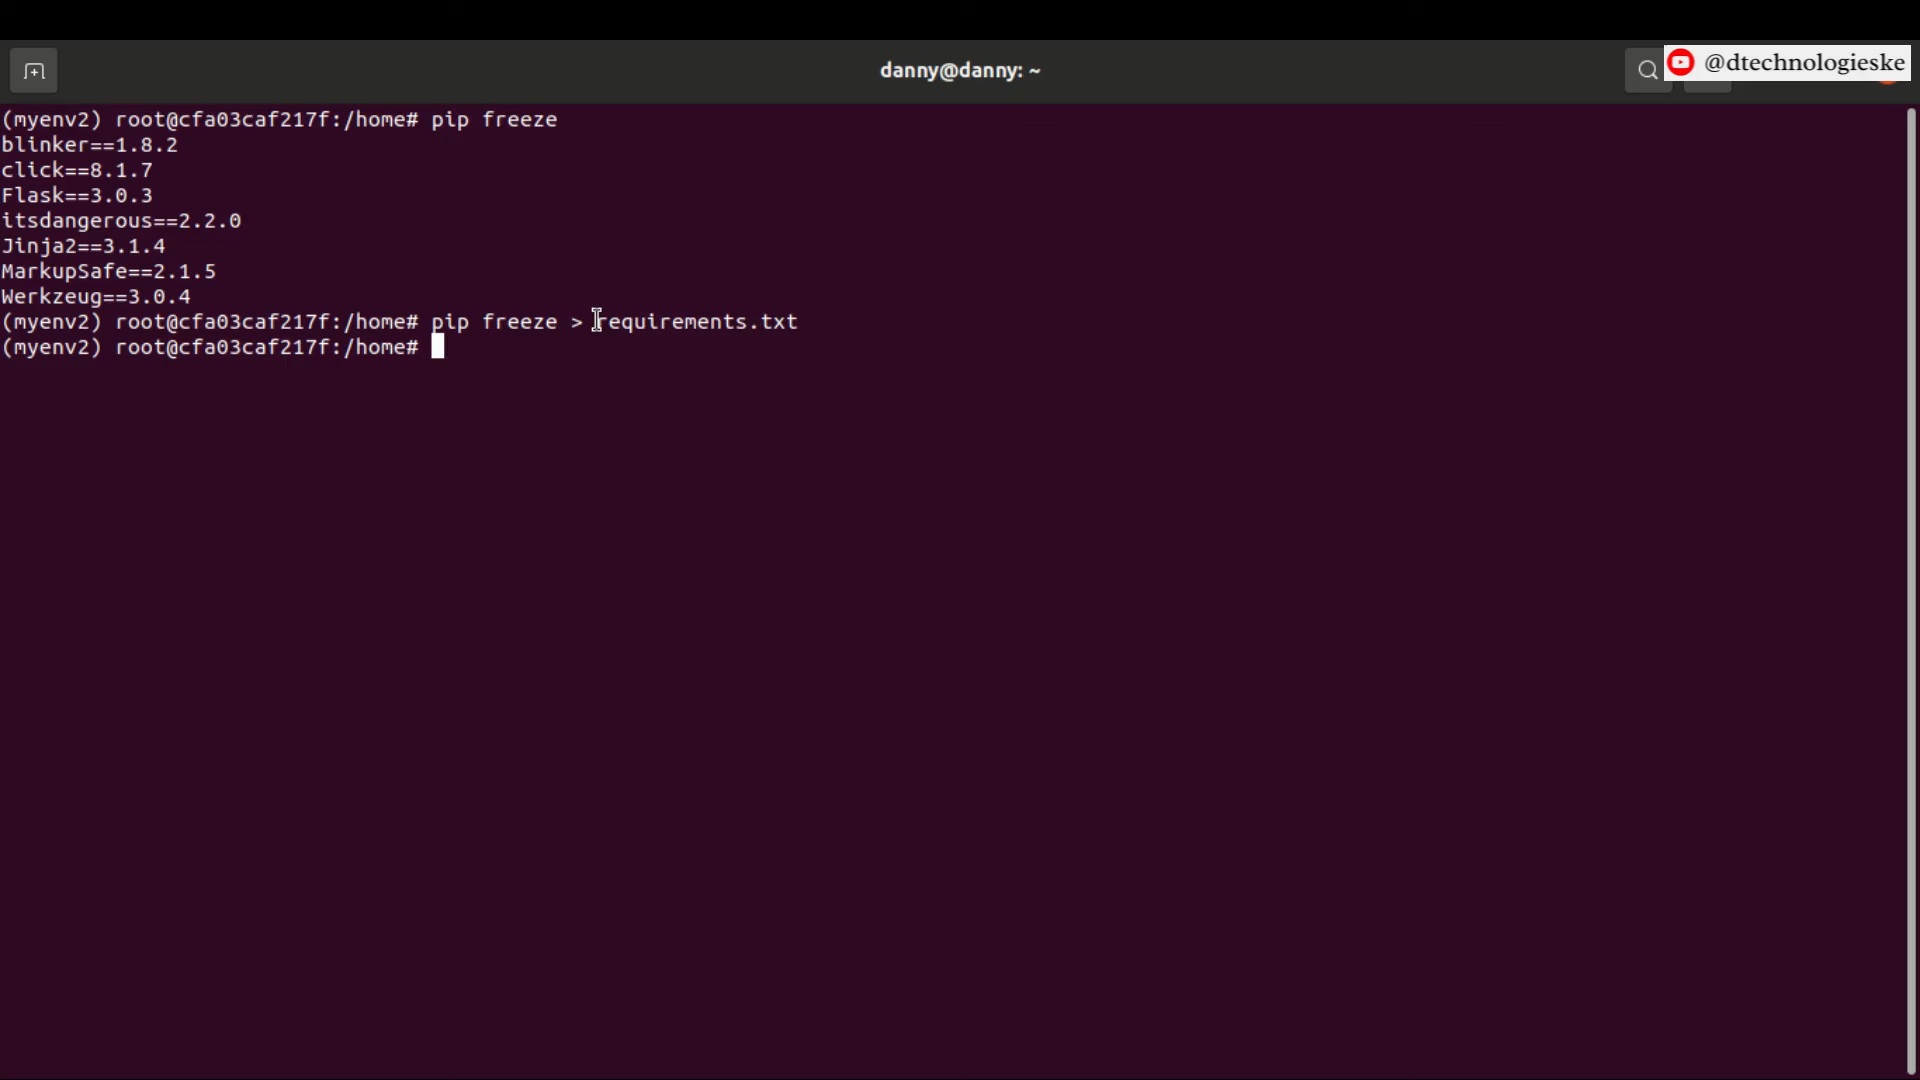 danny@danny: ~
@dtechnologieske
(myenv2) root@cfa03caf217f:/home# pip freeze
blinker==1.8.2
click==8.1.7
Flask==3.0.3
itsdangerous==2.2.0
Jinja2==3.1.4
MarkupSafe==2.1.5
Werkzeug==3.0.4
(myenv2) root@cfa03caf217f:/home# pip freeze > requirements.txt
(myenv2) root@cfa03caf217f:/home#